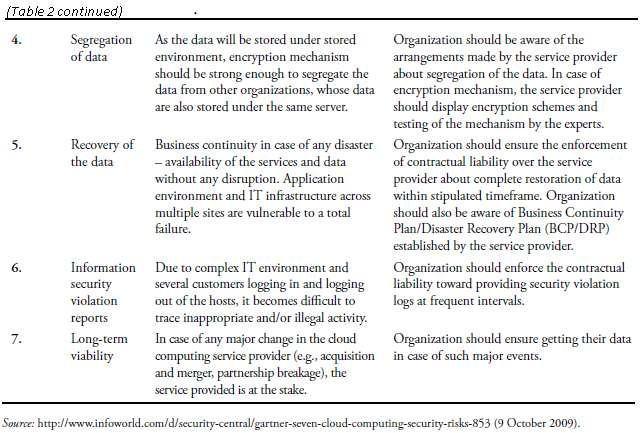 (Table 2 continued)
4. Segregation of data
As the data will be stored under stored
environment, encryption mechanism
should be strong enough to segregate the
data from other organizations, whose data
are also stored under the same server.
Organization should be aware of the
arrangements made by the service provider
about segregation of the data. In case of
encryption mechanism, the service provider
should display encryption schemes and
testing of the mechanism by the experts.
5. Recovery of
the data
Business continuity in case of any disaster
– availability of the services and data
without any disruption. Application
environment and IT infrastructure across
multiple sites are vulnerable to a total
failure.
Organization should ensure the enforcement
of contractual liability over the service
provider about complete restoration of data
within stipulated timeframe. Organization
should also be aware of Business Continuity
Plan/Disaster Recovery Plan (BCP/DRP)
established by the service provider.
6. Information
security
violation
reports
Due to complex IT environment and
several customers logging in and logging
out of the hosts, it becomes difficult to
trace inappropriate and/or illegal activity.
Organization should enforce the contractual
liability toward providing security violation
logs at frequent intervals.
7. Long-term
viability
In case of any major change in the cloud
computing service provider (e.g., acquisition
and merger, partnership breakage), the
service provided is at the stake.
Organization should ensure getting their data
in case of such major events.
Source: http://www.infoworld.com/d/security-central/gartner-seven-cloud-computing-security-risks-853 (9 October 2009).